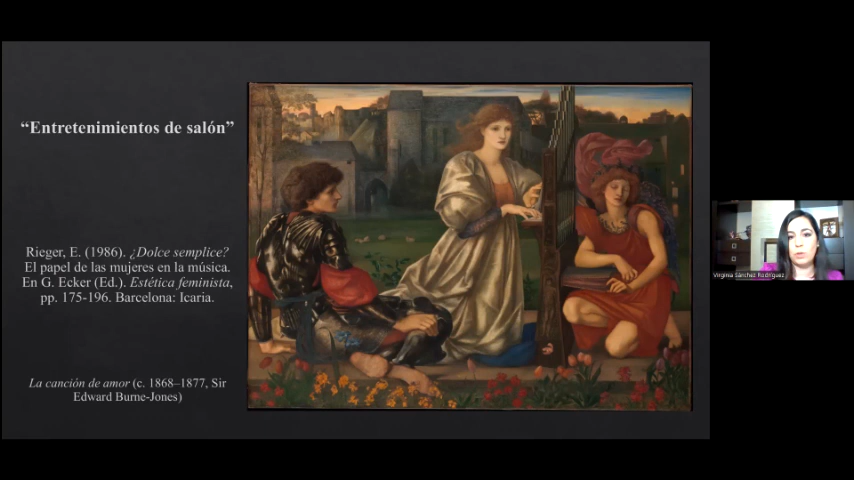 “Entretenimientos de salón”
Rieger, E. (1986). ¿Dolce semplice?
El papel de las mujeres en la música.
En G. Ecker (Ed.). Estética feminista,
pp. 175-196. Barcelona: Icaria.
La canción de amor (c. 1868–1877, Sir
Edward Burne-Jones)
Virginia Sánchez Rodríguez